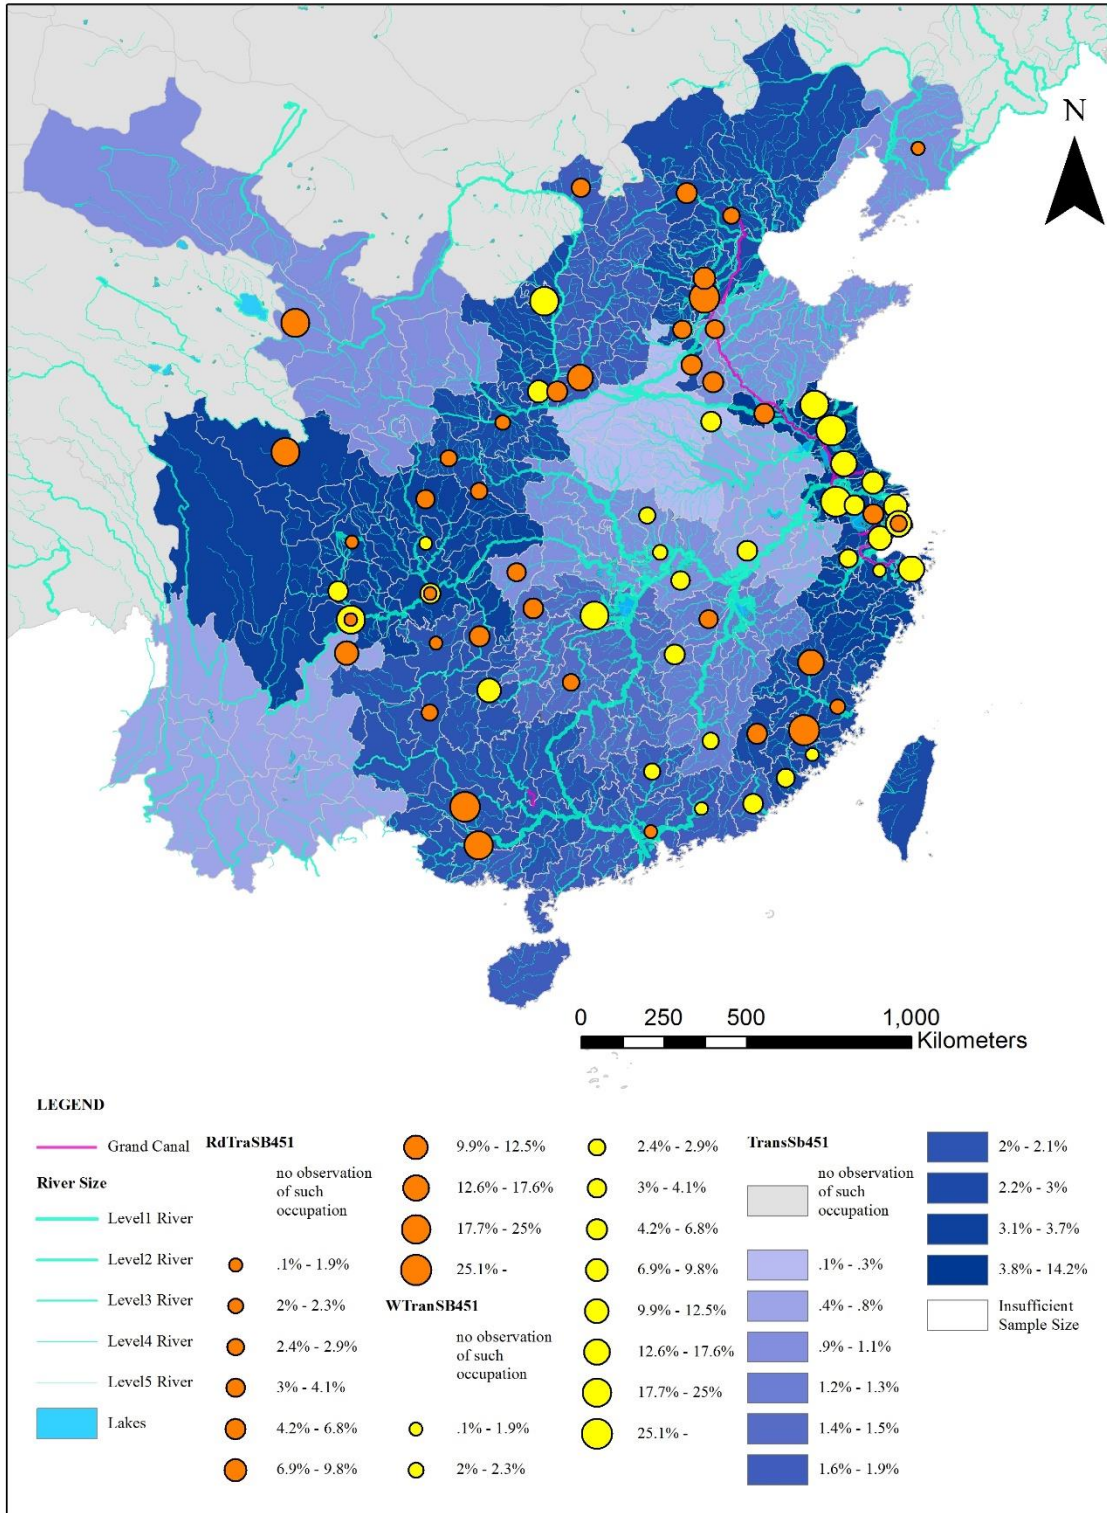 N
0 250 500 1,000
Kilometers
LEGEND
Grand Canal
River Size
Level1 River
Level2 River
Level3 River
Level4 River
Level5 River
Lakes
RdTraSB451
no observation
of such
occupation
.1% - 1.9%
2% - 2.3%
2.4% - 2.9%
3% - 4.1%
4.2% - 6.8%
6.9% - 9.8%
9.9% - 12.5%
12.6% - 17.6%
17.7% - 25%
25.1% -
WTranSB451
no observation
of such
occupation
.1% - 1.9%
2% - 2.3%
2.4% - 2.9%
3% - 4.1%
4.2% - 6.8%
6.9% - 9.8%
9.9% - 12.5%
12.6% - 17.6%
17.7% - 25%
25.1% -
TransSb451
no observation
of such
occupation
.1% - .3%
.4% - .8%
.9% - 1.1%
1.2% - 1.3%
1.4% - 1.5%
1.6% - 1.9%
2% - 2.1%
2.2% - 3%
3.1% - 3.7%
3.8% - 14.2%
Insufficient
Sample Size